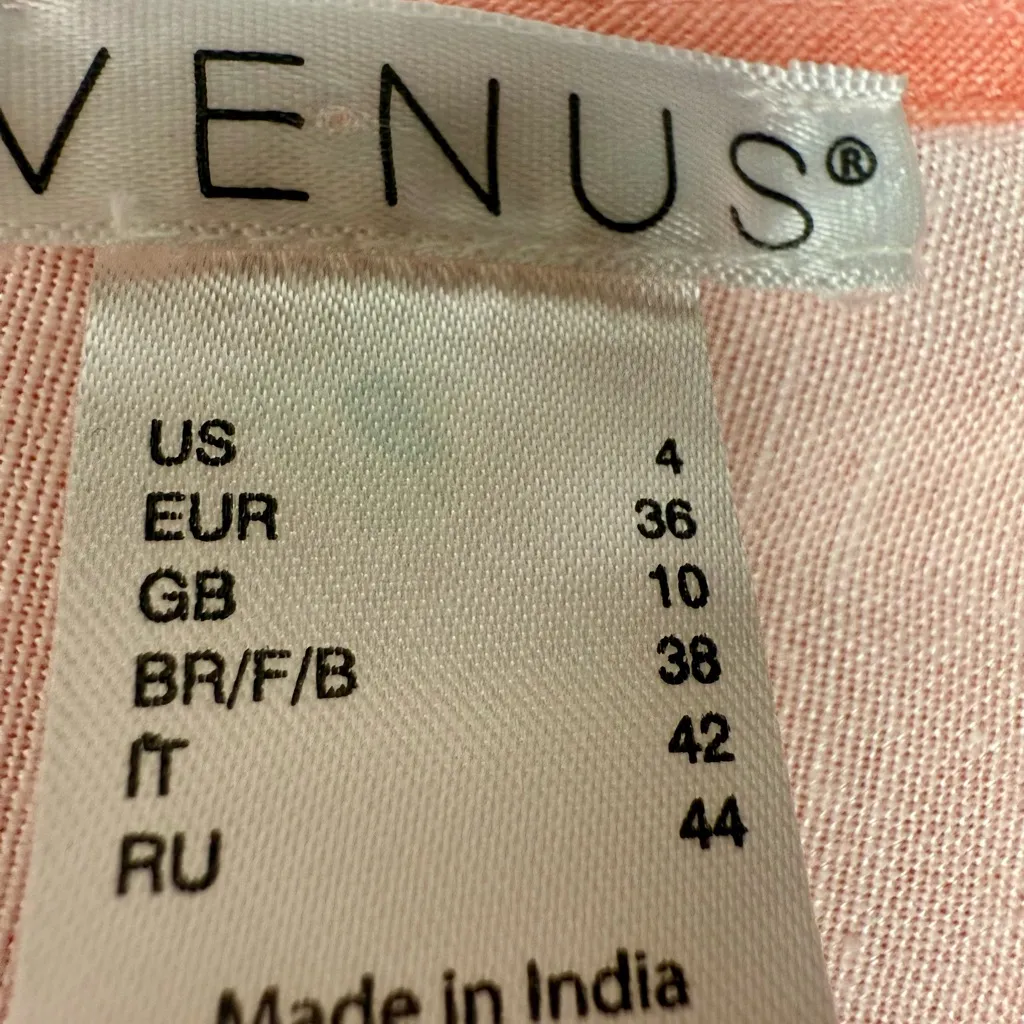 VENUS®
US 4
EUR 36
GB 10
BR/F/B 38
IT 42
RU 44
Made in India